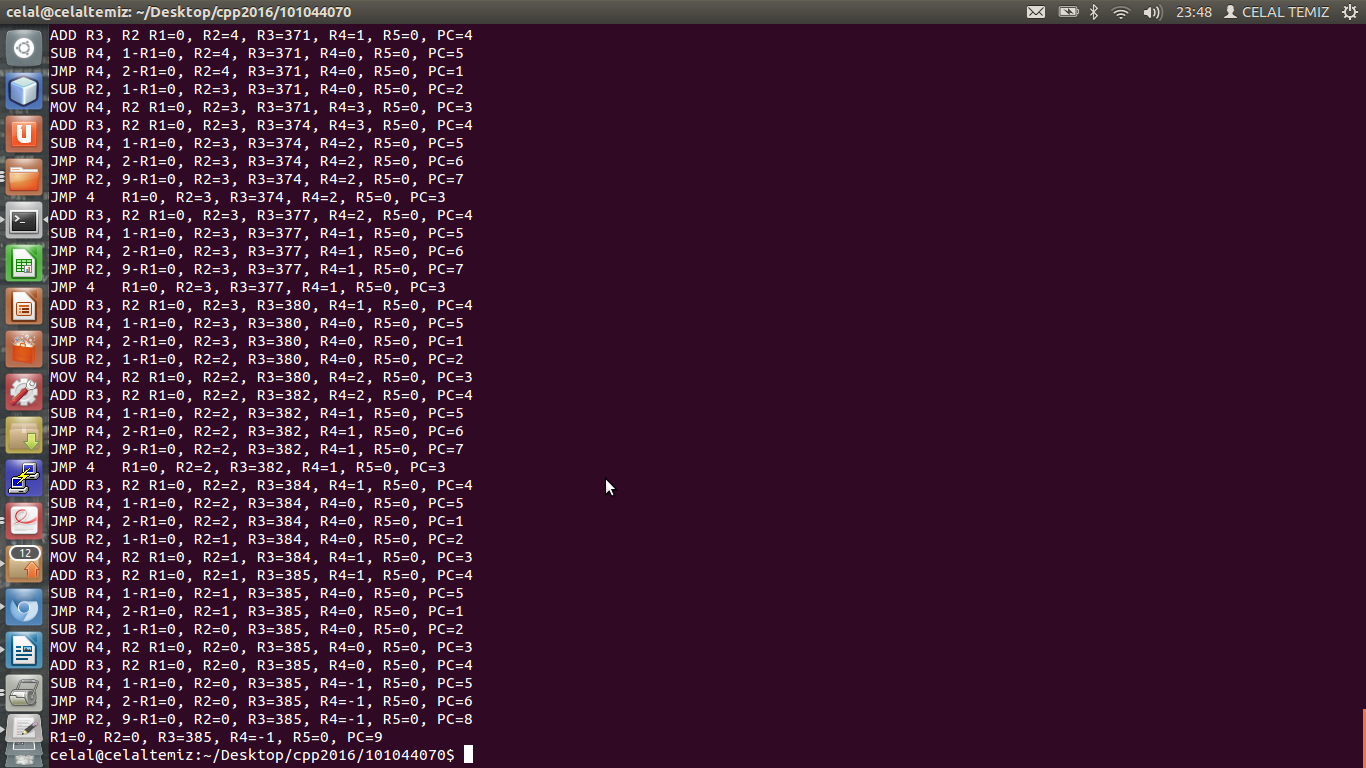 celal@celaltemiz: ~/Desktop/cpp2016/101044070
23:48
CELAL TEMIZ
ADD R3, R2 R1=0, R2=4, R3=371, R4=1, R5=0, PC=4
SUB R4, 1-R1=0, R2=4, R3=371, R4=0, R5=0, PC=5
JMP R4, 2-R1=0, R2=4, R3=371, R4=0, R5=0, PC=1
SUB R2, 1-R1=0, R2=3, R3=371, R4=0, R5=0, PC=2
MOV R4, R2 R1=0, R2=3, R3=371, R4=3, R5=0, PC=3
ADD R3, R2 R1=0, R2=3, R3=374, R4=3, R5=0, PC=4
SUB R4, 1-R1=0, R2=3, R3=374, R4=2, R5=0, PC=5
JMP R4, 2-R1=0, R2=3, R3=374, R4=2, R5=0, PC=6
JMP R2, 9-R1=0, R2=3, R3=374, R4=2, R5=0, PC=7
JMP 4   R1=0, R2=3, R3=374, R4=2, R5=0, PC=3
ADD R3, R2 R1=0, R2=3, R3=377, R4=2, R5=0, PC=4
SUB R4, 1-R1=0, R2=3, R3=377, R4=1, R5=0, PC=5
JMP R4, 2-R1=0, R2=3, R3=377, R4=1, R5=0, PC=6
JMP R2, 9-R1=0, R2=3, R3=377, R4=1, R5=0, PC=7
JMP 4   R1=0, R2=3, R3=377, R4=1, R5=0, PC=3
ADD R3, R2 R1=0, R2=3, R3=380, R4=1, R5=0, PC=4
SUB R4, 1-R1=0, R2=3, R3=380, R4=0, R5=0, PC=5
JMP R4, 2-R1=0, R2=3, R3=380, R4=0, R5=0, PC=1
SUB R2, 1-R1=0, R2=2, R3=380, R4=0, R5=0, PC=2
MOV R4, R2 R1=0, R2=2, R3=380, R4=2, R5=0, PC=3
ADD R3, R2 R1=0, R2=2, R3=382, R4=2, R5=0, PC=4
SUB R4, 1-R1=0, R2=2, R3=382, R4=1, R5=0, PC=5
JMP R4, 2-R1=0, R2=2, R3=382, R4=1, R5=0, PC=6
JMP R2, 9-R1=0, R2=2, R3=382, R4=1, R5=0, PC=7
JMP 4   R1=0, R2=2, R3=382, R4=1, R5=0, PC=3
ADD R3, R2 R1=0, R2=2, R3=384, R4=1, R5=0, PC=4
SUB R4, 1-R1=0, R2=2, R3=384, R4=0, R5=0, PC=5
JMP R4, 2-R1=0, R2=2, R3=384, R4=0, R5=0, PC=1
SUB R2, 1-R1=0, R2=1, R3=384, R4=0, R5=0, PC=2
MOV R4, R2 R1=0, R2=1, R3=384, R4=1, R5=0, PC=3
ADD R3, R2 R1=0, R2=1, R3=385, R4=1, R5=0, PC=4
SUB R4, 1-R1=0, R2=1, R3=385, R4=0, R5=0, PC=5
JMP R4, 2-R1=0, R2=1, R3=385, R4=0, R5=0, PC=1
SUB R2, 1-R1=0, R2=0, R3=385, R4=0, R5=0, PC=2
MOV R4, R2 R1=0, R2=0, R3=385, R4=0, R5=0, PC=3
ADD R3, R2 R1=0, R2=0, R3=385, R4=0, R5=0, PC=4
SUB R4, 1-R1=0, R2=0, R3=385, R4=-1, R5=0, PC=5
JMP R4, 2-R1=0, R2=0, R3=385, R4=-1, R5=0, PC=6
JMP R2, 9-R1=0, R2=0, R3=385, R4=-1, R5=0, PC=8
R1=0, R2=0, R3=385, R4=-1, R5=0, PC=9
celal@celaltemiz:~/Desktop/cpp2016/101044070$
12